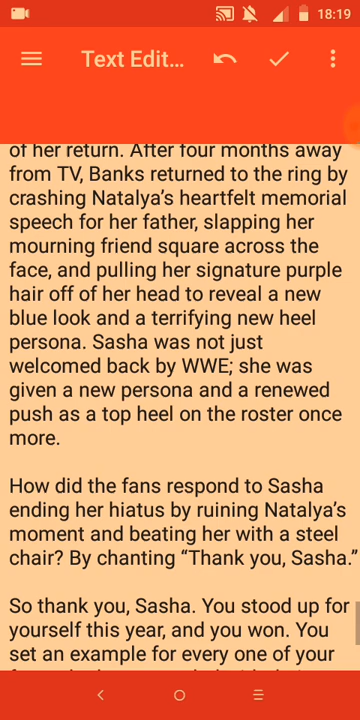 18:19
Text Edit...
of her return. After four months away
from TV, Banks returned to the ring by
crashing Natalya’s heartfelt memorial
speech for her father, slapping her
mourning friend square across the
face, and pulling her signature purple
hair off of her head to reveal a new
blue look and a terrifying new heel
persona. Sasha was not just
welcomed back by WWE; she was
given a new persona and a renewed
push as a top heel on the roster once
more.
How did the fans respond to Sasha
ending her hiatus by ruining Natalya’s
moment and beating her with a steel
chair? By chanting “Thank you, Sasha.”
So thank you, Sasha. You stood up for
yourself this year, and you won. You
set an example for every one of your